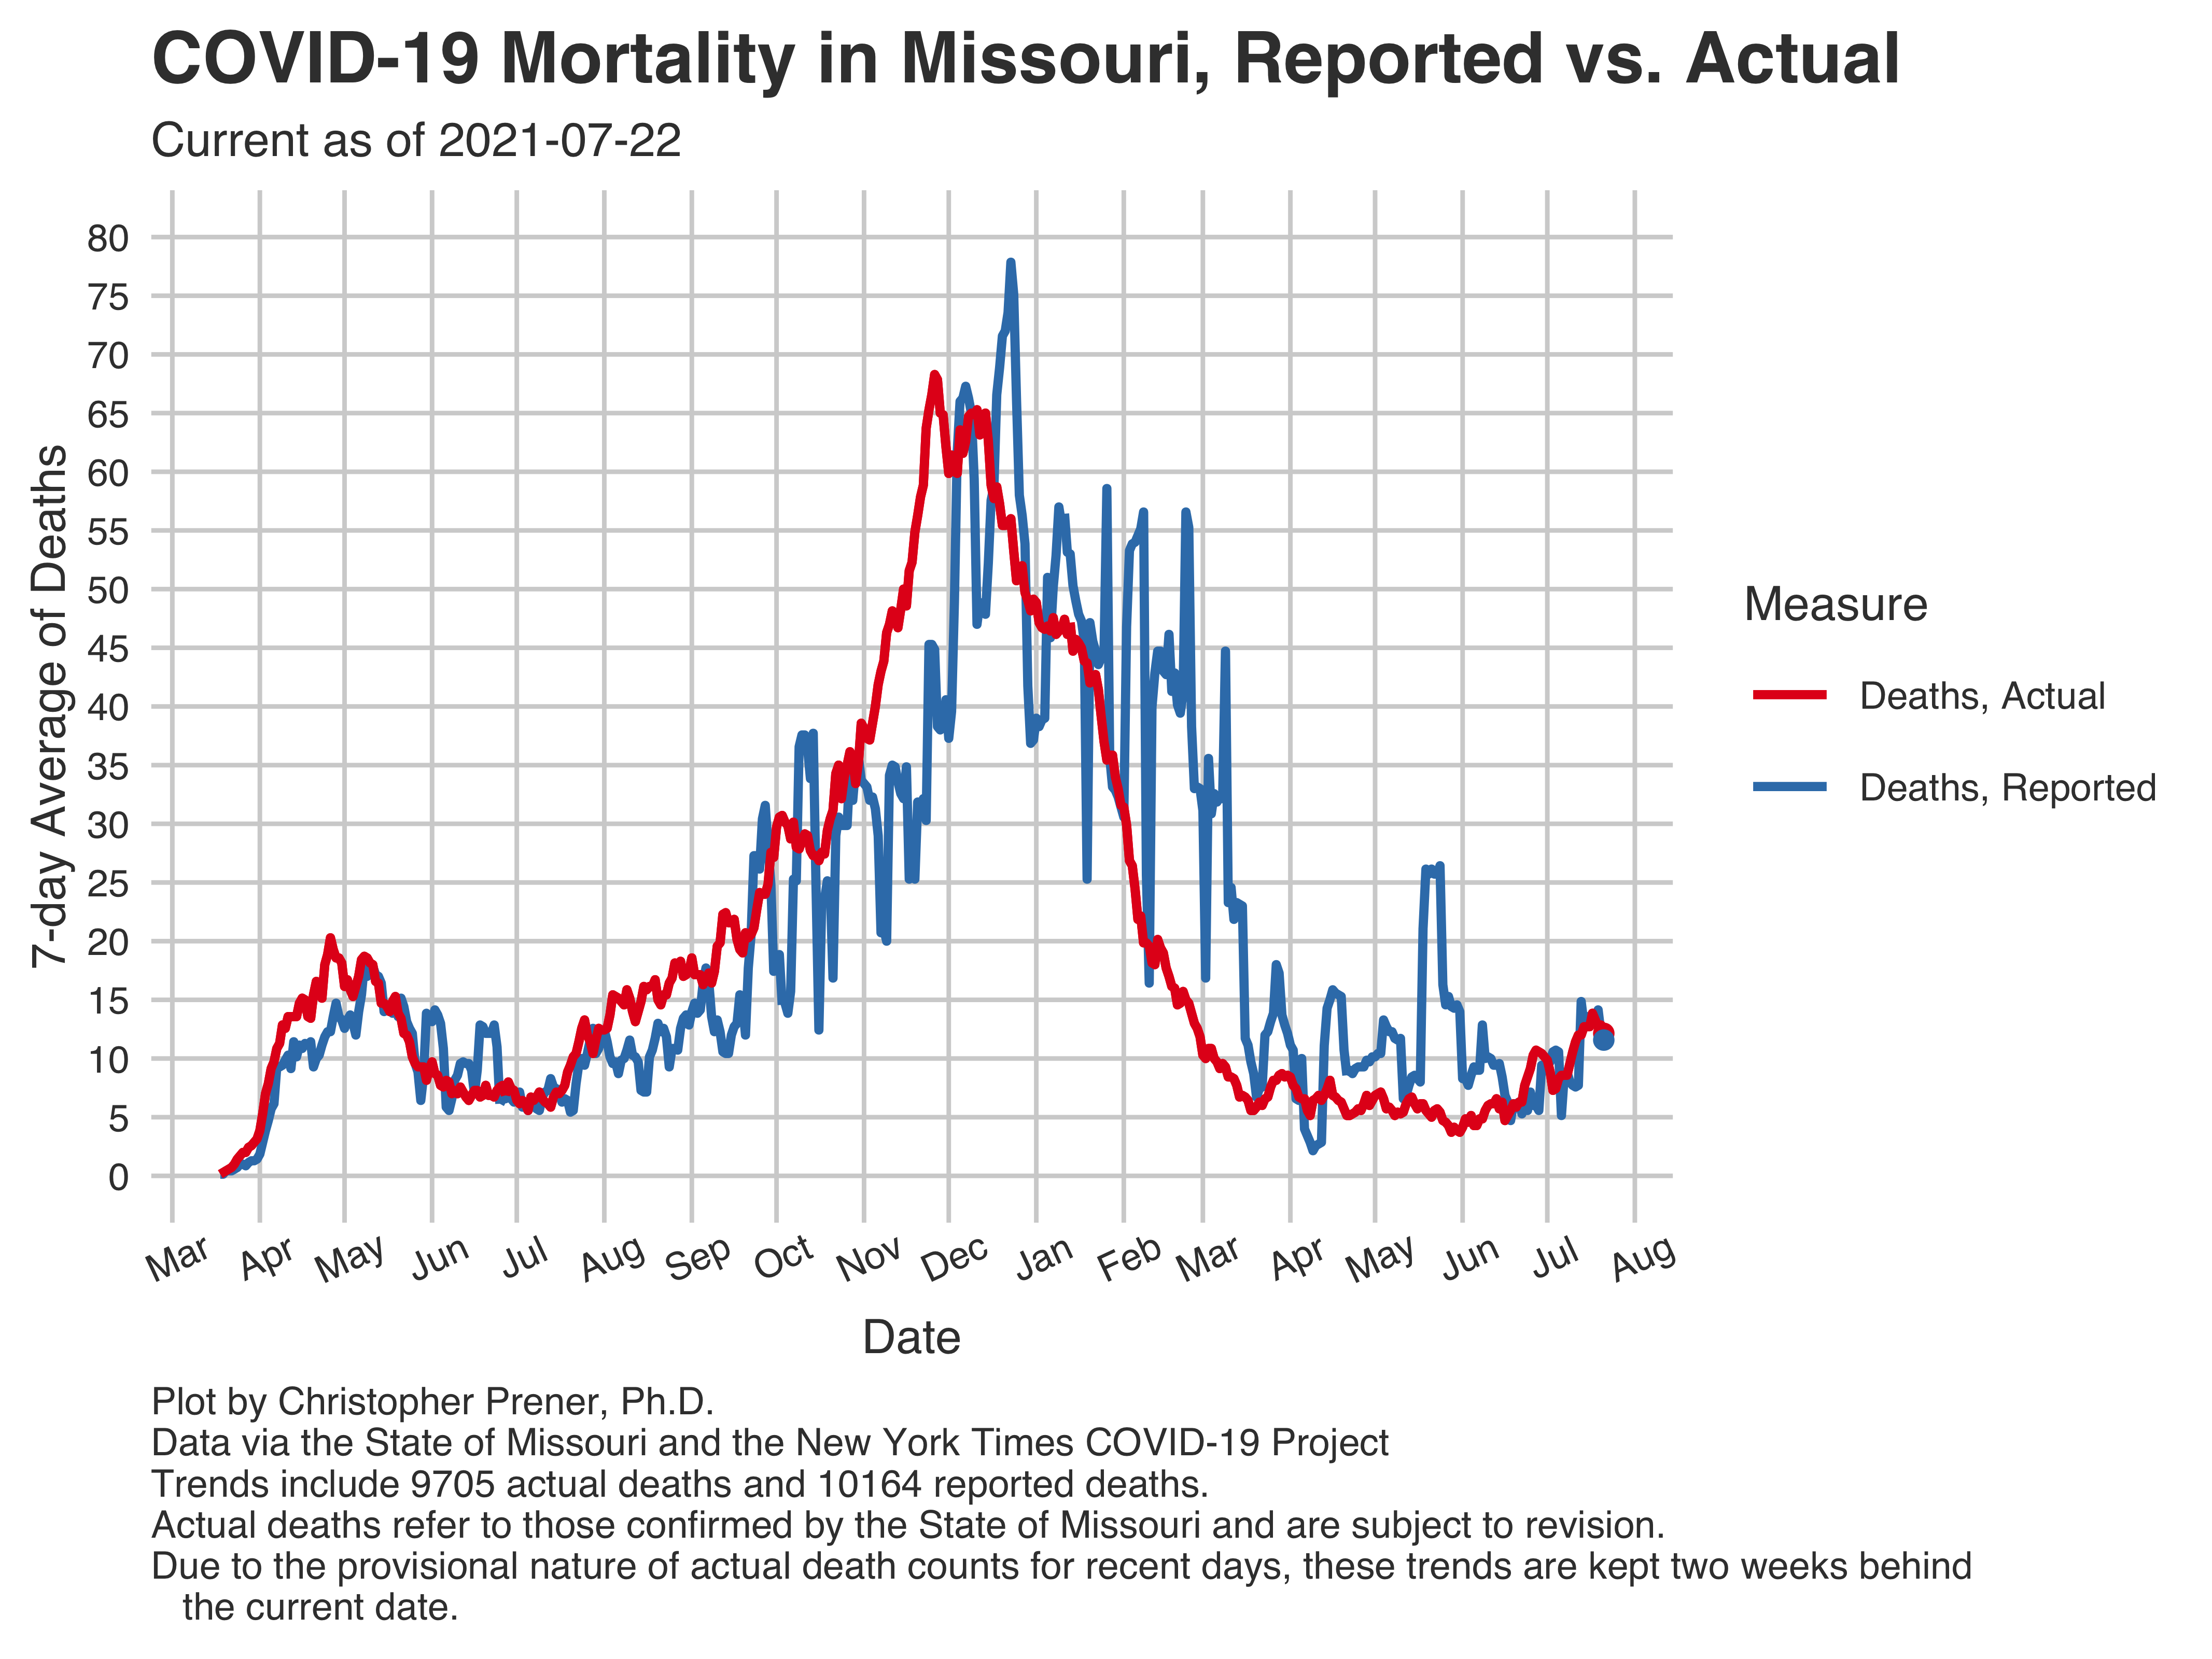 COVID-19 Mortality in Missouri, Reported vs. Actual
Current as of 2021-07-22
80
75
70
65
60
55
50
45
40
35
30
25
20
15
10
5
0
7-day Average of Deaths
Mar Apr May Jun Jul Aug Sep Oct Nov Dec Jan Feb Mar Apr May Jun Jul Aug
Date
Measure
Deaths, Actual
Deaths, Reported
Plot by Christopher Prener, Ph.D.
Data via the State of Missouri and the New York Times COVID-19 Project
Trends include 9705 actual deaths and 10164 reported deaths.
Actual deaths refer to those confirmed by the State of Missouri and are subject to revision.
Due to the provisional nature of actual death counts for recent days, these trends are kept two weeks behind
the current date.